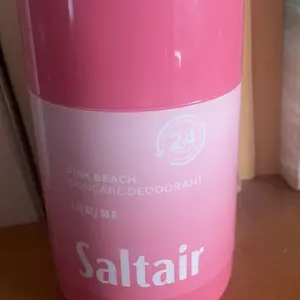 24
PINK BEACH
SKINCARE DEODORANT
Saltair